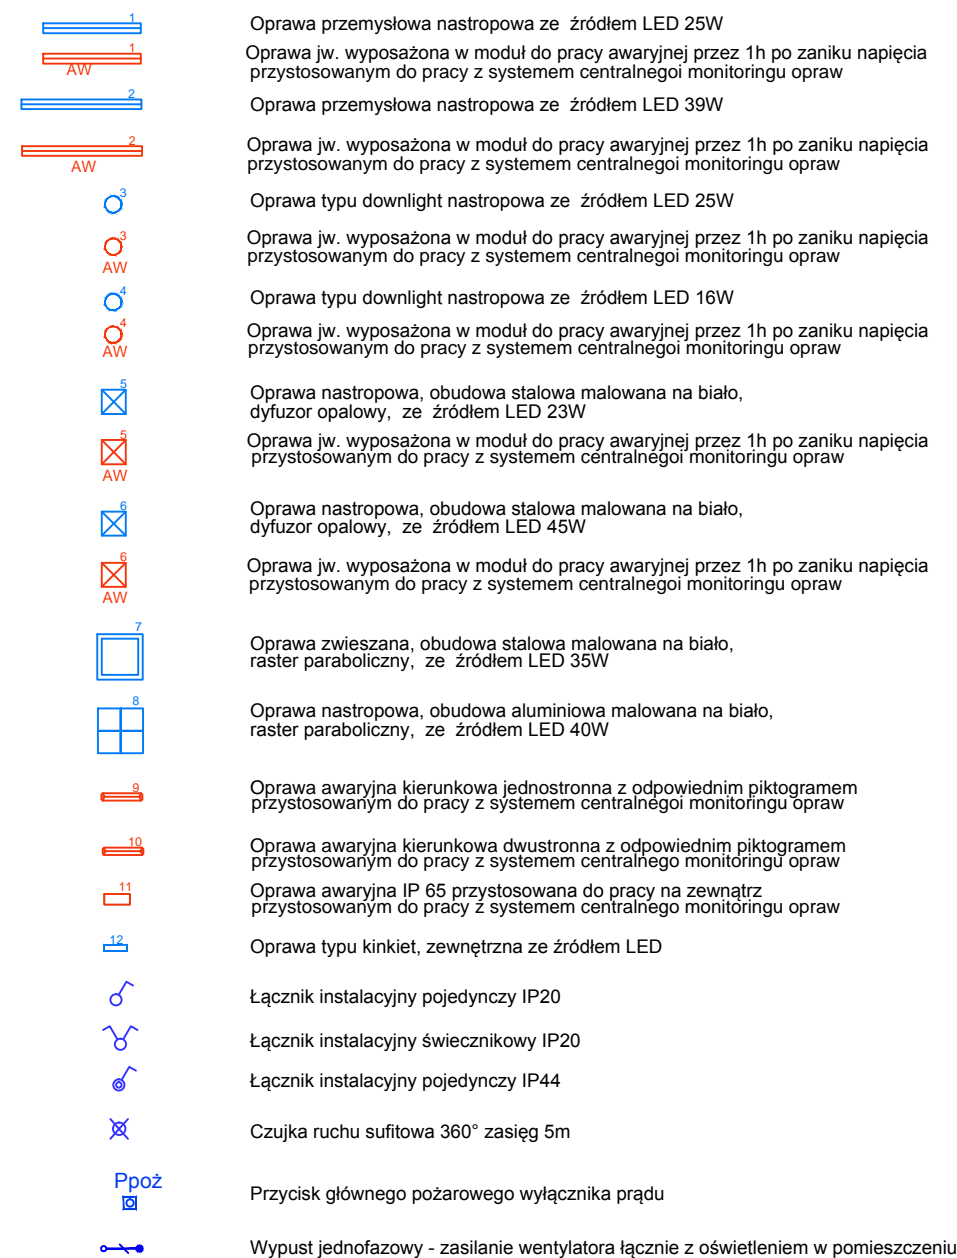 1
Oprawa przemysłowa nastropowa ze źródłem LED 25W
1
AW
Oprawa jw. wyposażona w moduł do pracy awaryjnej przez 1h po zaniku napięcia
przystosowanym do pracy z systemem centralnegoi monitoringu opraw
2
Oprawa przemysłowa nastropowa ze źródłem LED 39W
2
AW
Oprawa jw. wyposażona w moduł do pracy awaryjnej przez 1h po zaniku napięcia
przystosowanym do pracy z systemem centralnegoi monitoringu opraw
3
Oprawa typu downlight nastropowa ze źródłem LED 25W
3
AW
Oprawa jw. wyposażona w moduł do pracy awaryjnej przez 1h po zaniku napięcia
przystosowanym do pracy z systemem centralnegoi monitoringu opraw
4
Oprawa typu downlight nastropowa ze źródłem LED 16W
4
AW
Oprawa jw. wyposażona w moduł do pracy awaryjnej przez 1h po zaniku napięcia
przystosowanym do pracy z systemem centralnegoi monitoringu opraw
5
Oprawa nastropowa, obudowa stalowa malowana na biało,
dyfuzor opalowy, ze źródłem LED 23W
5
AW
Oprawa jw. wyposażona w moduł do pracy awaryjnej przez 1h po zaniku napięcia
przystosowanym do pracy z systemem centralnegoi monitoringu opraw
6
Oprawa nastropowa, obudowa stalowa malowana na biało,
dyfuzor opalowy, ze źródłem LED 45W
6
AW
Oprawa jw. wyposażona w moduł do pracy awaryjnej przez 1h po zaniku napięcia
przystosowanym do pracy z systemem centralnegoi monitoringu opraw
7
Oprawa zwieszana, obudowa stalowa malowana na biało,
raster paraboliczny, ze źródłem LED 35W
8
Oprawa nastropowa, obudowa aluminiowa malowana na biało,
raster paraboliczny, ze źródłem LED 40W
9
Oprawa awaryjna kierunkowa jednostronna z odpowiednim piktogramem
przystosowanym do pracy z systemem centralnegoi monitoringu opraw
10
Oprawa awaryjna kierunkowa dwustronna z odpowiednim piktogramem
przystosowanym do pracy z systemem centralnego monitoringu opraw
11
Oprawa awaryjna IP 65 przystosowana do pracy na zewnątrz
przystosowanym do pracy z systemem centralnego monitoringu opraw
12
Oprawa typu kinkiet, zewnętrzna ze źródłem LED
Łącznik instalacyjny pojedynczy IP20
Łącznik instalacyjny świecznikowy IP20
Łącznik instalacyjny pojedynczy IP44
Czujka ruchu sufitowa 360° zasięg 5m
Ppoż
Przycisk głównego pożarowego wyłącznika prądu
Wypust jednofazowy - zasilanie wentylatora łącznie z oświetleniem w pomieszczeniu